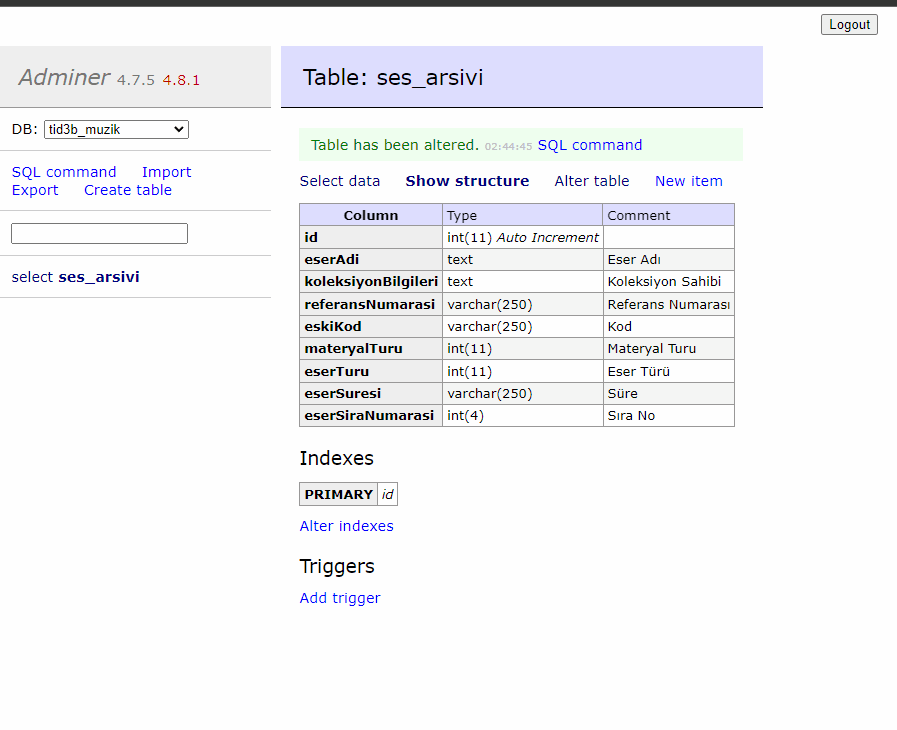 Logout
Adminer 4.7.5 4.8.1
DB: tid3b_muzik
SQL command Import
Export Create table
select ses_arsivi
Table: ses_arsivi
Table has been altered. 02:44:45 SQL command
Select data Show structure Alter table New item
Column Type Comment
id int(11) Auto Increment
eserAdi text Eser Adı
koleksiyonBilgileri text Koleksiyon Sahibi
referansNumarasi varchar(250) Referans Numarası
eskiKod varchar(250) Kod
materyalTuru int(11) Materyal Turu
eserTuru int(11) Eser Türü
eserSuresi varchar(250) Süre
eserSiraNumarasi int(4) Sıra No
Indexes
PRIMARY id
Alter indexes
Triggers
Add trigger